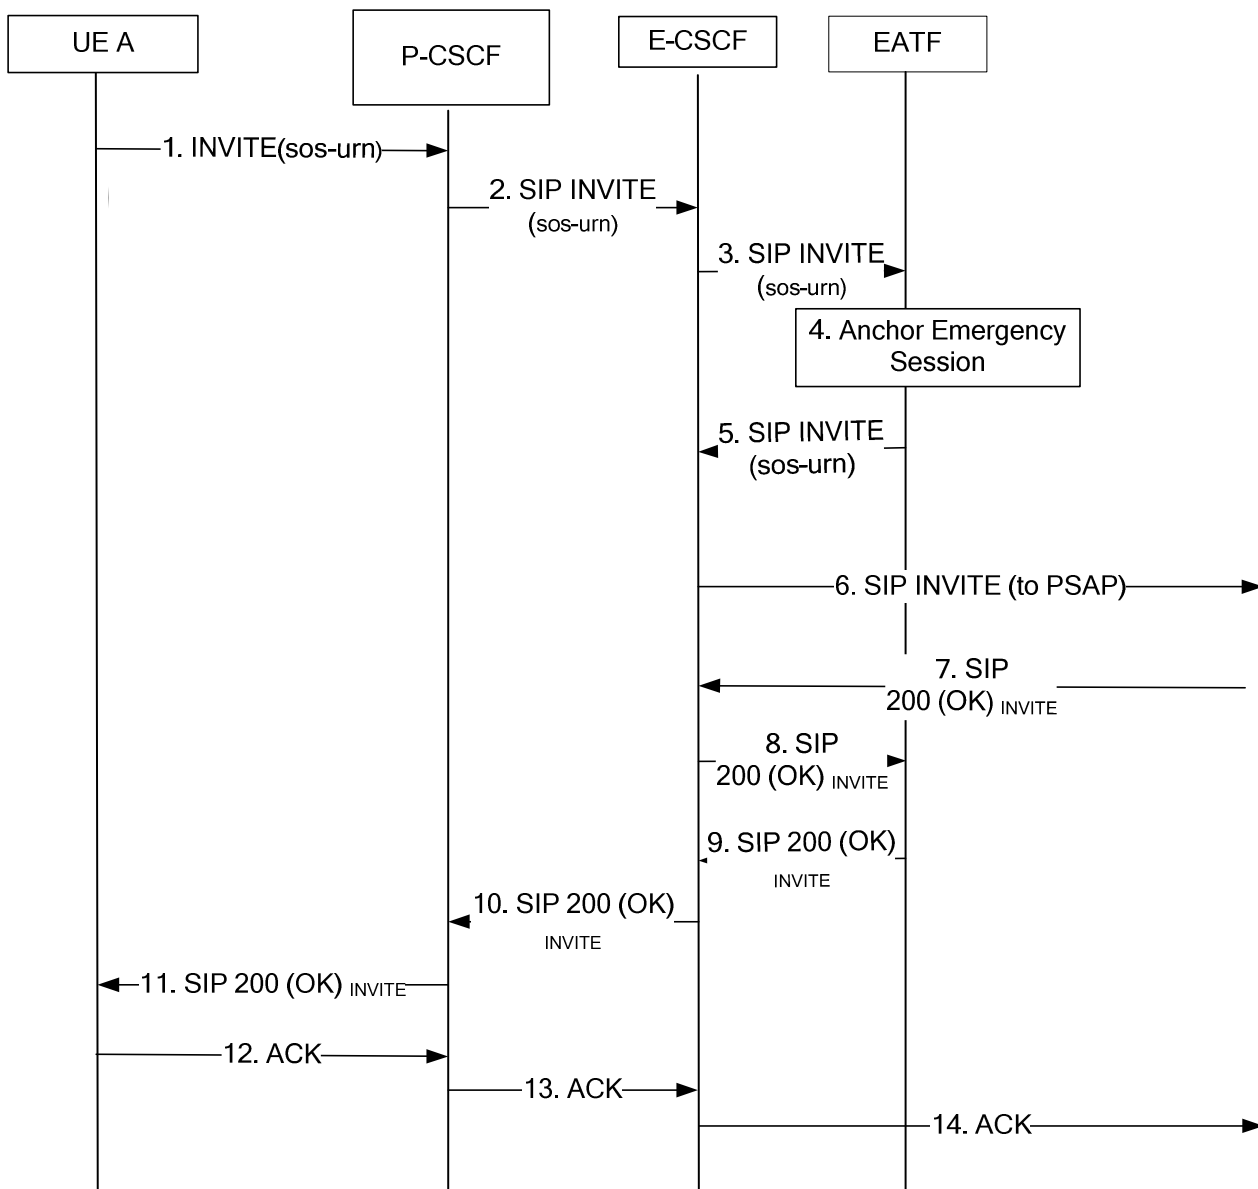 UE A
P-CSCF
E-CSCF
EATF
1. INVITE(sos-urn)
2. SIP INVITE
(sos-urn)
3. SIP INVITE
(sos-urn)
4. Anchor Emergency
Session
5. SIP INVITE
(sos-urn)
6. SIP INVITE (to PSAP)
7. SIP
200 (OK) INVITE
8. SIP
200 (OK) INVITE
9. SIP 200 (OK)
INVITE
10. SIP 200 (OK)
INVITE
11. SIP 200 (OK) INVITE
12. ACK
13. ACK
14. ACK